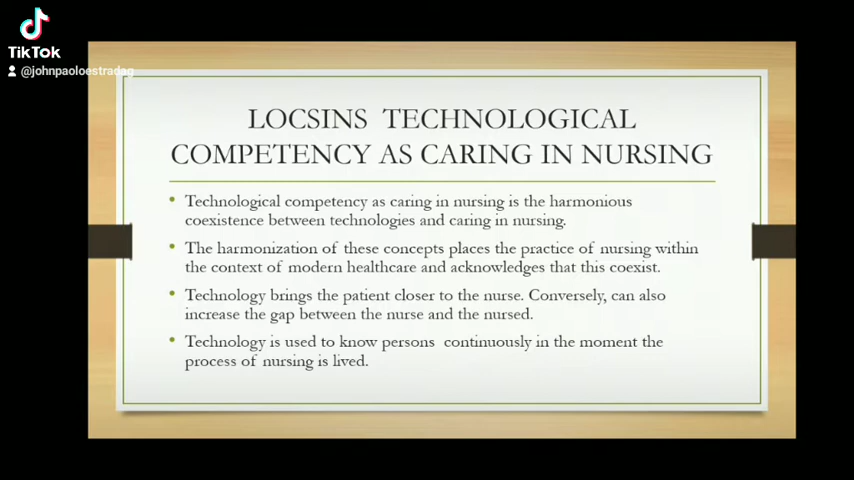 TikTok
@johnpaoloestradag
LOCSINS TECHNOLOGICAL
COMPETENCY AS CARING IN NURSING
• Technological competency as caring in nursing is the harmonious
coexistence between technologies and caring in nursing.
• The harmonization of these concepts places the practice of nursing within
the context of modern healthcare and acknowledges that this coexist.
• Technology brings the patient closer to the nurse. Conversely, can also
increase the gap between the nurse and the nursed.
• Technology is used to know persons continuously in the moment the
process of nursing is lived.